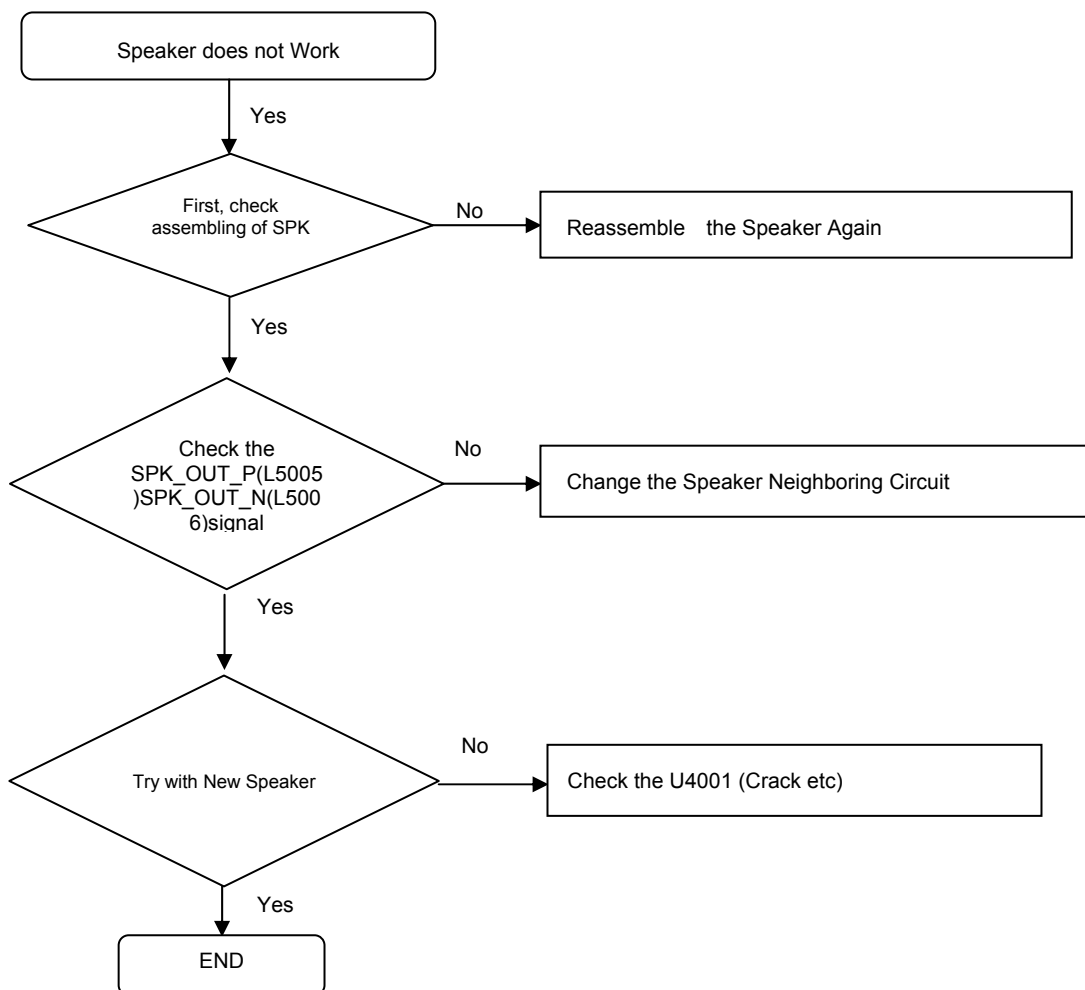 Speaker does not Work
Yes
First, check
assembling of SPK
No
Reassemble the Speaker Again
Yes
Check the
SPK_OUT_P(L5005
)SPK_OUT_N(L500
6)signal
No
Change the Speaker Neighboring Circuit
Yes
Try with New Speaker
No
Check the U4001 (Crack etc)
Yes
END